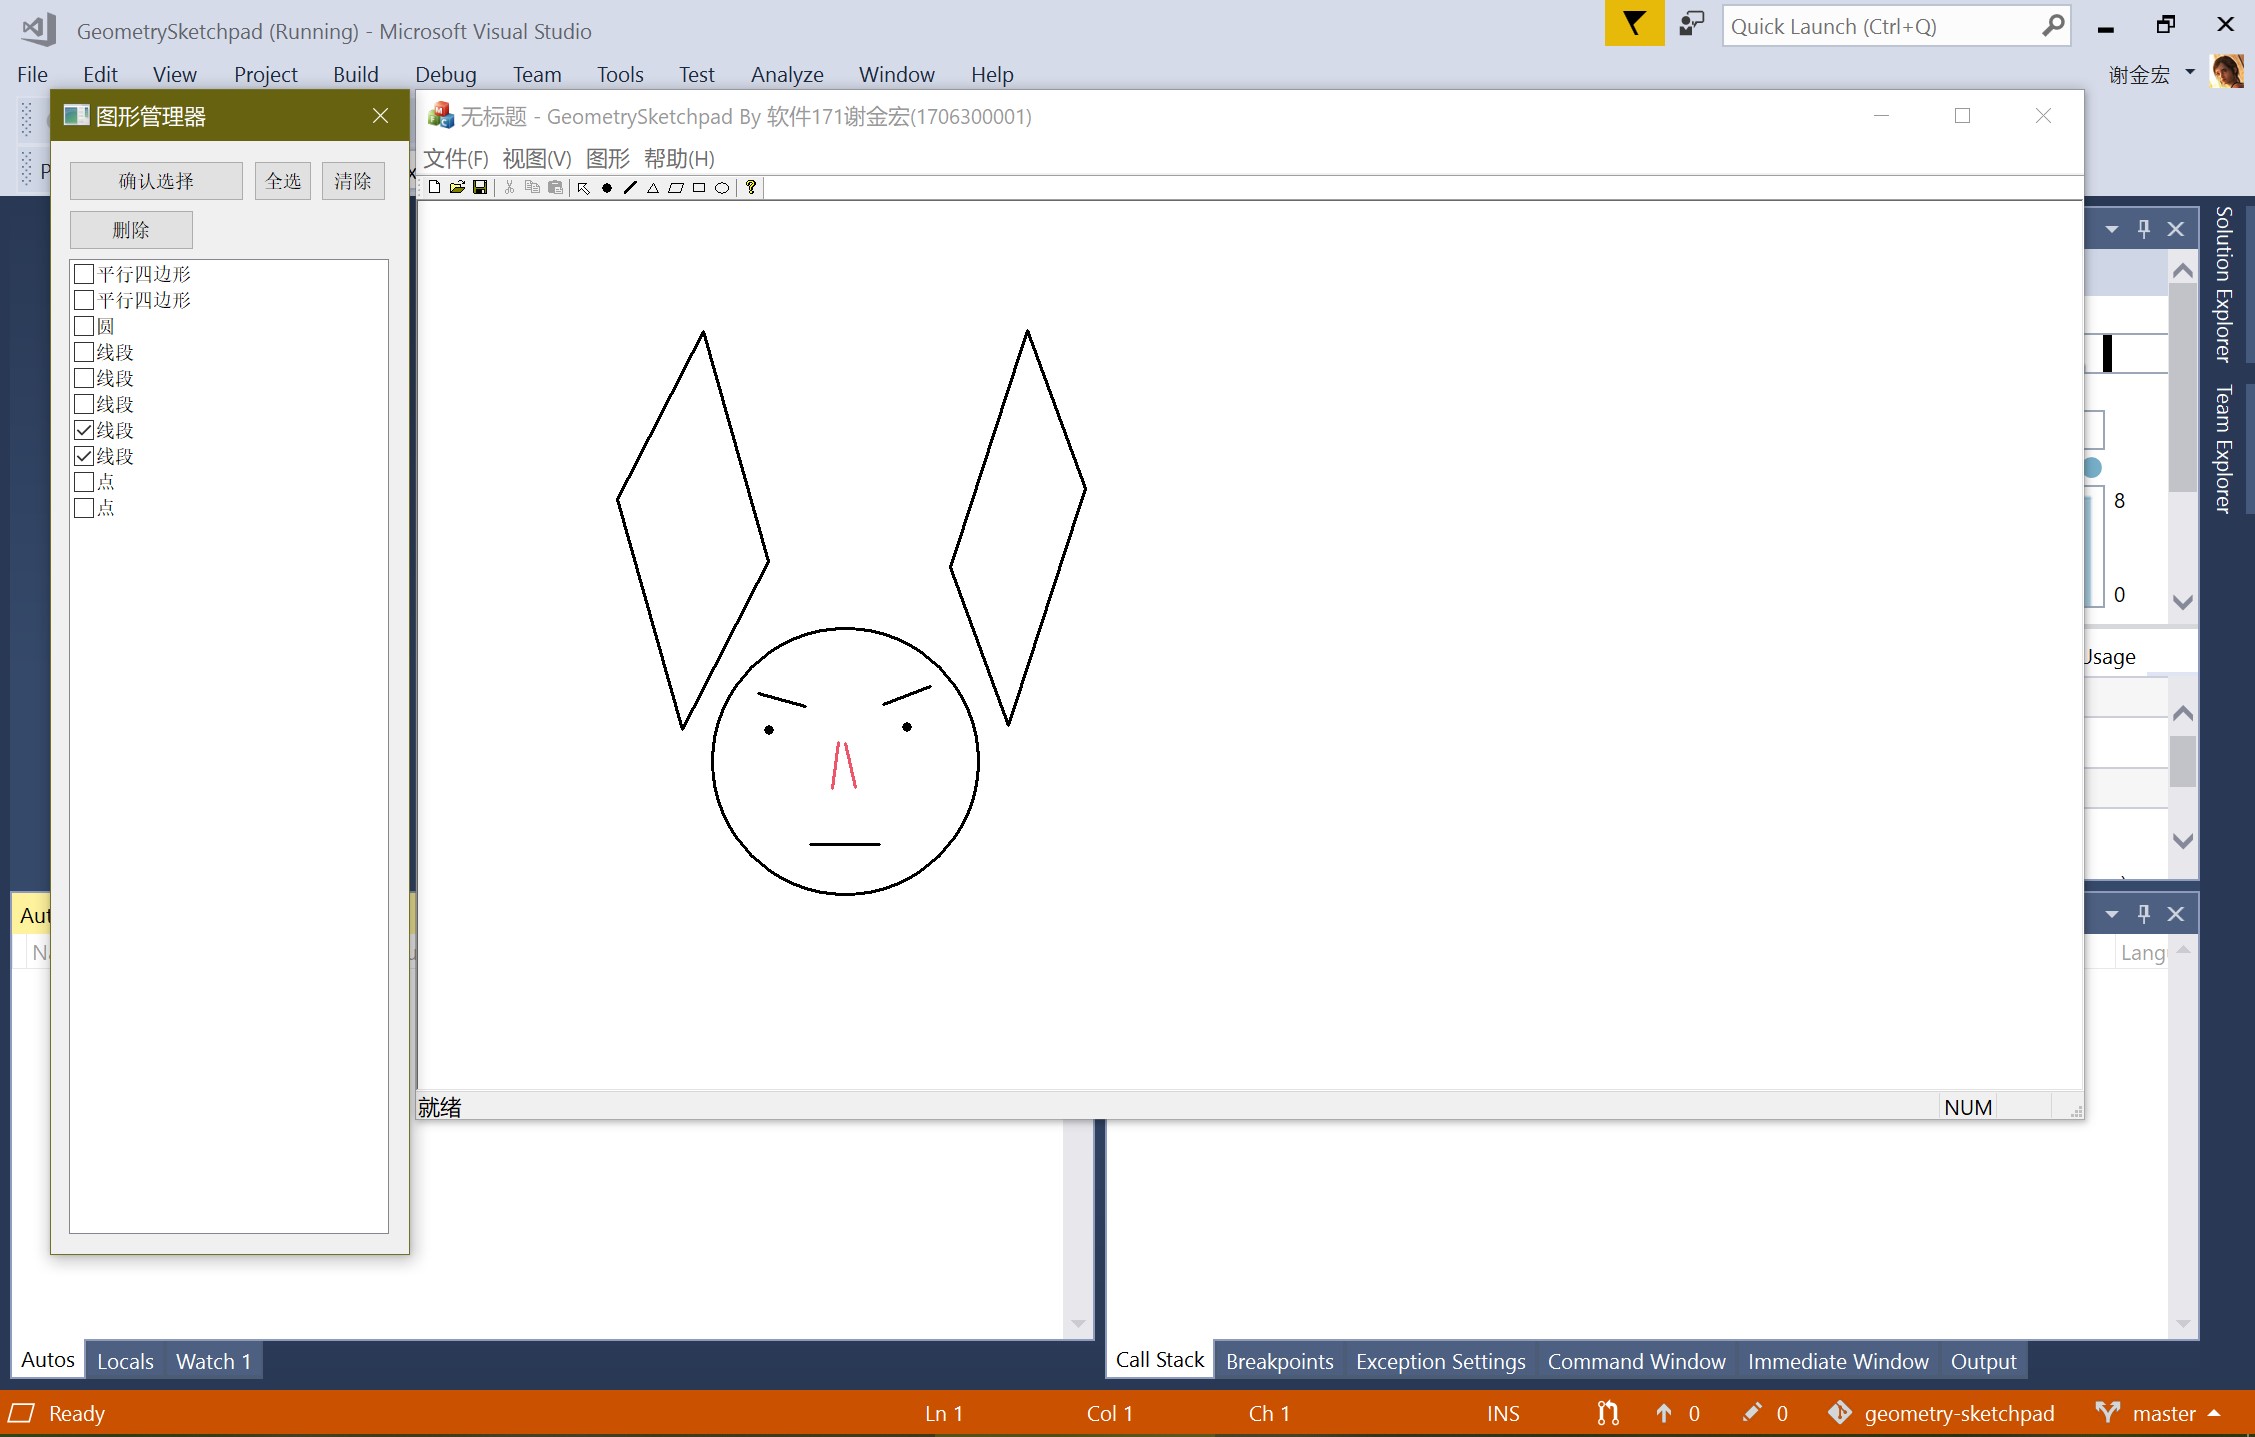 GeometrySketchpad (Running) - Microsoft Visual Studio
Quick Launch (Ctrl+Q)
File Edit View Project Build Debug Team Tools Test Analyze Window Help
谢金宏
图形管理器
无标题 - GeometrySketchpad By 软件171谢金宏(1706300001)
文件(F) 视图(V) 图形 帮助(H)
确认选择 全选 清除
删除
平行四边形
平行四边形
圆
线段
线段
线段
线段
线段
点
点
Solution Explorer
Team Explorer
8
0
Usage
Aut
Lang
就绪
NUM
Autos Locals Watch 1
Call Stack Breakpoints Exception Settings Command Window Immediate Window Output
Ready Ln 1 Col 1 Ch 1 INS 0 0 geometry-sketchpad master